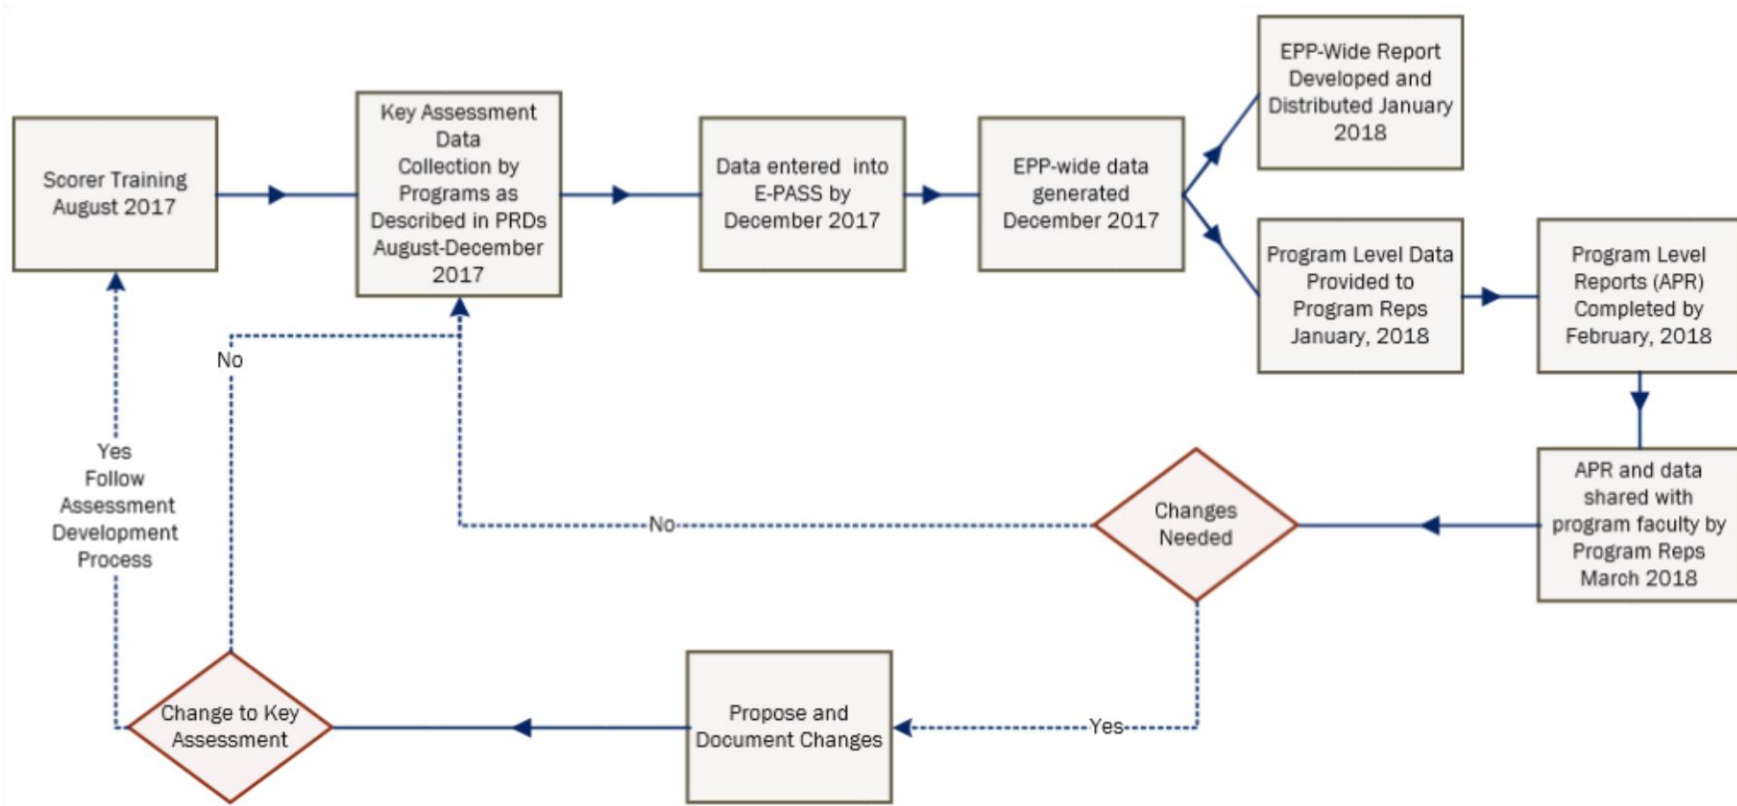 Scorer Training
August 2017
Key Assessment
Data
Collection by
Programs as
Described in PRDs
August-December
2017
Data entered into
E-PASS by
December 2017
EPP-wide data
generated
December 2017
EPP-Wide Report
Developed and
Distributed January
2018
Program Level Data
Provided to
Program Reps
January, 2018
Program Level
Reports (APR)
Completed by
February, 2018
APR and data
shared with
program faculty by
Program Reps
March 2018
Changes
Needed
No
Yes
Propose and
Document Changes
Change to Key
Assessment
No
Yes
Follow
Assessment
Development
Process